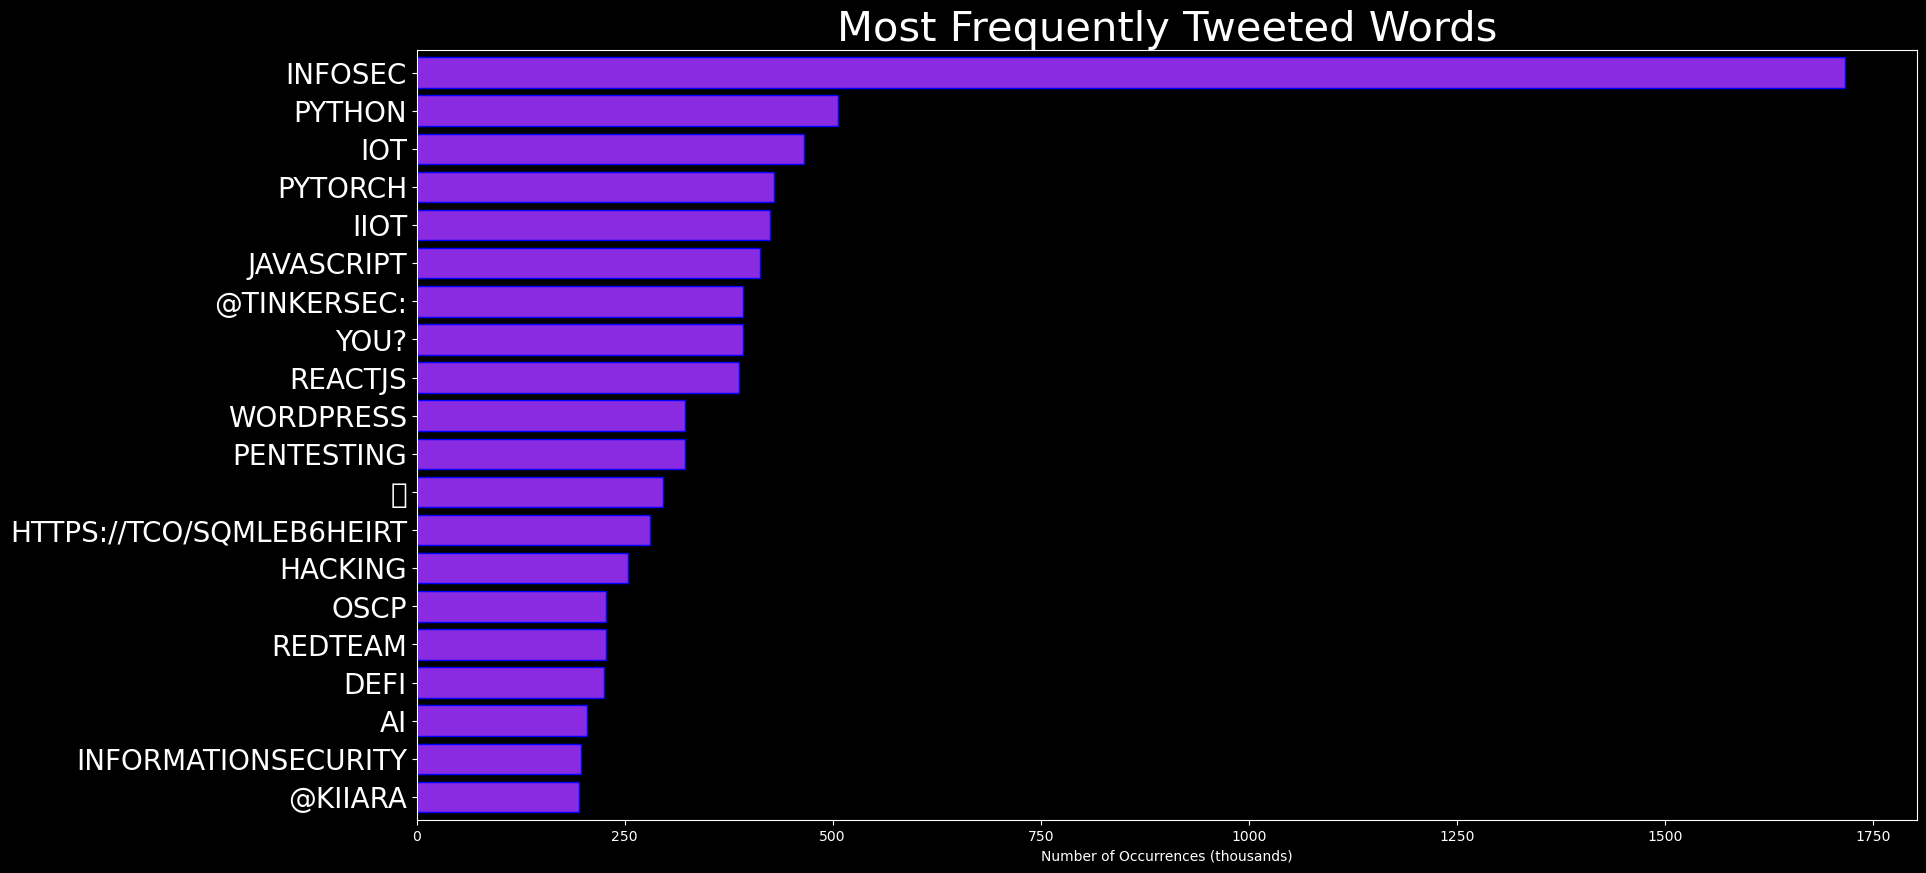 Most Frequently Tweeted Words
INFOSEC
PYTHON
IOT
PYTORCH
IIOT
JAVASCRIPT
@TINKERSEC:
YOU?
REACTJS
WORDPRESS
PENTESTING
HTTPS://TCO/SQMLEB6HEIRT
HACKING
OSCP
REDTEAM
DEFI
AI
INFORMATIONSECURITY
@KIIARA
0 250 500 750 1000 1250 1500 1750
Number of Occurrences (thousands)